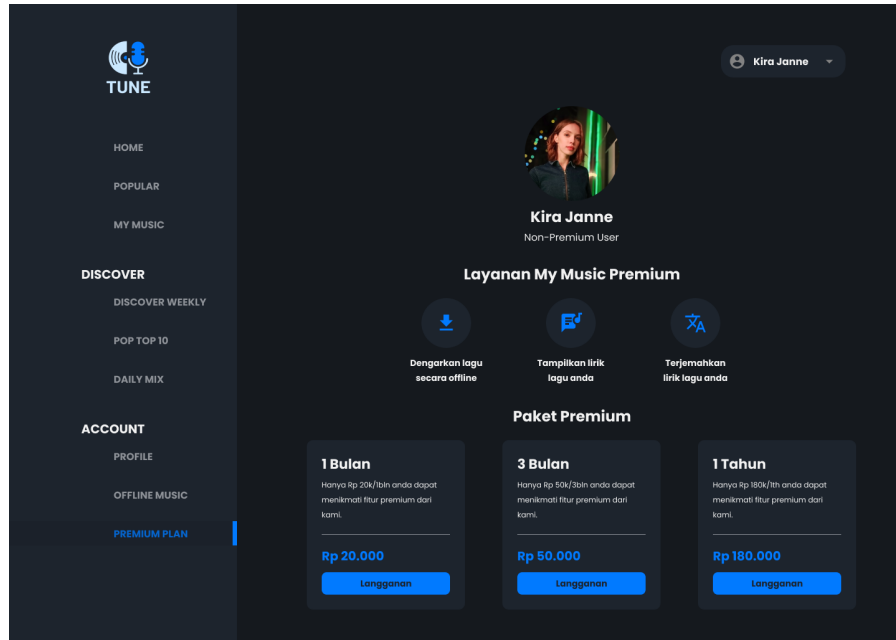 TUNE
HOME
POPULAR
MY MUSIC
DISCOVER
DISCOVER WEEKLY
POP TOP 10
DAILY MIX
ACCOUNT
PROFILE
OFFLINE MUSIC
PREMIUM PLAN
Kira Janne
Kira Janne
Non-Premium User
Layanan My Music Premium
Dengarkan lagu
secara offline
Tampilkan lirik
lagu anda
Terjemahkan
lirik lagu anda
Paket Premium
1 Bulan
Hanya Rp 20k/1bln anda dapat
menikmati fitur premium dari
kami.
Rp 20.000
Langganan
3 Bulan
Hanya Rp 50k/3bln anda dapat
menikmati fitur premium dari
kami.
Rp 50.000
Langganan
1 Tahun
Hanya Rp 180k/1th anda dapat
menikmati fitur premium dari
kami.
Rp 180.000
Langganan